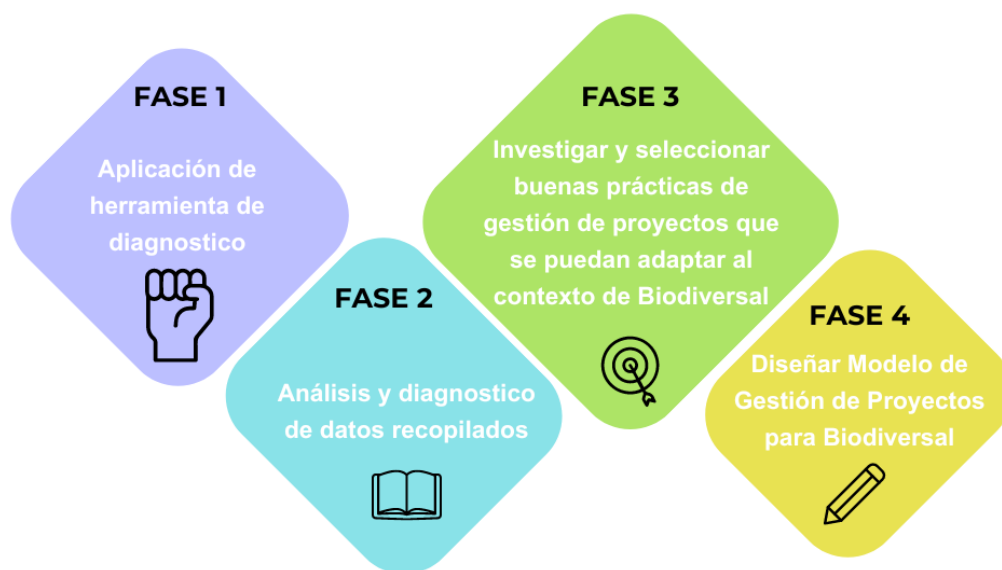 FASE 1
Aplicación de
herramienta de
diagnostico
FASE 2
Análisis y diagnostico
de datos recopilados
FASE 3
Investigar y seleccionar
buenas prácticas de
gestión de proyectos que
se puedan adaptar al
contexto de Biodiversal
FASE 4
Diseñar Modelo de
Gestión de Proyectos
para Biodiversal